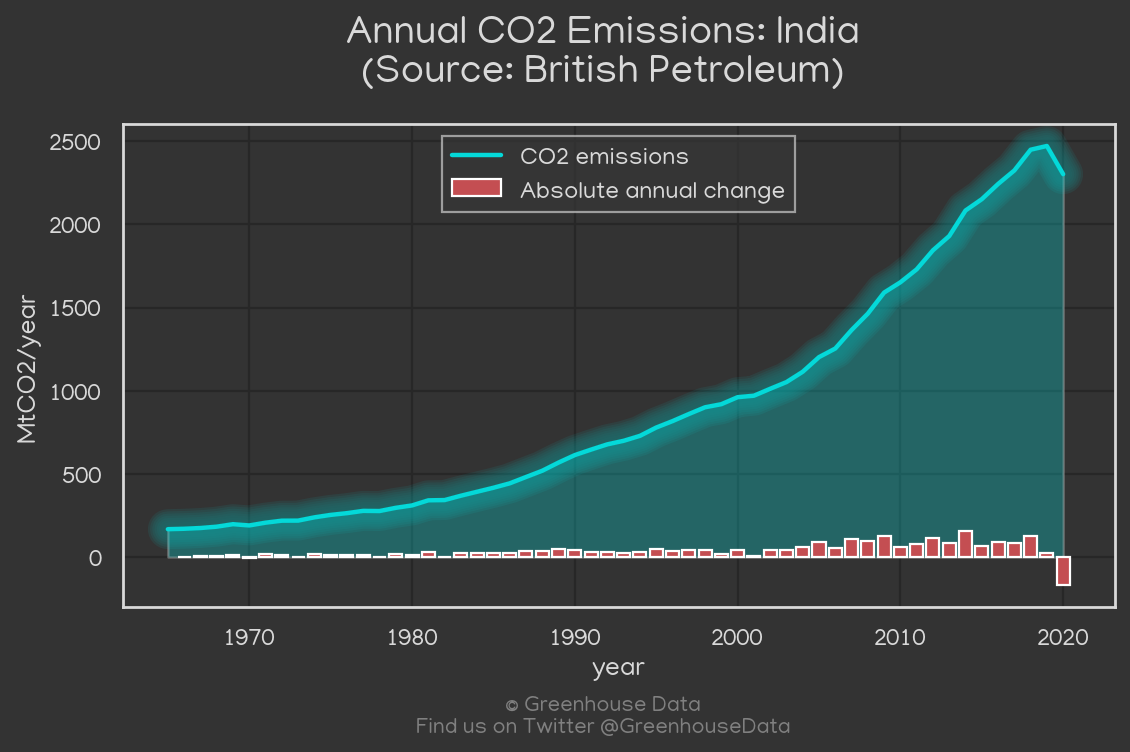 Annual CO2 Emissions: India
(Source: British Petroleum)
2500
2000
1500
1000
500
0
MtCO2/year
CO2 emissions
Absolute annual change
1970 1980 1990 2000 2010 2020
year
© Greenhouse Data
Find us on Twitter @GreenhouseData